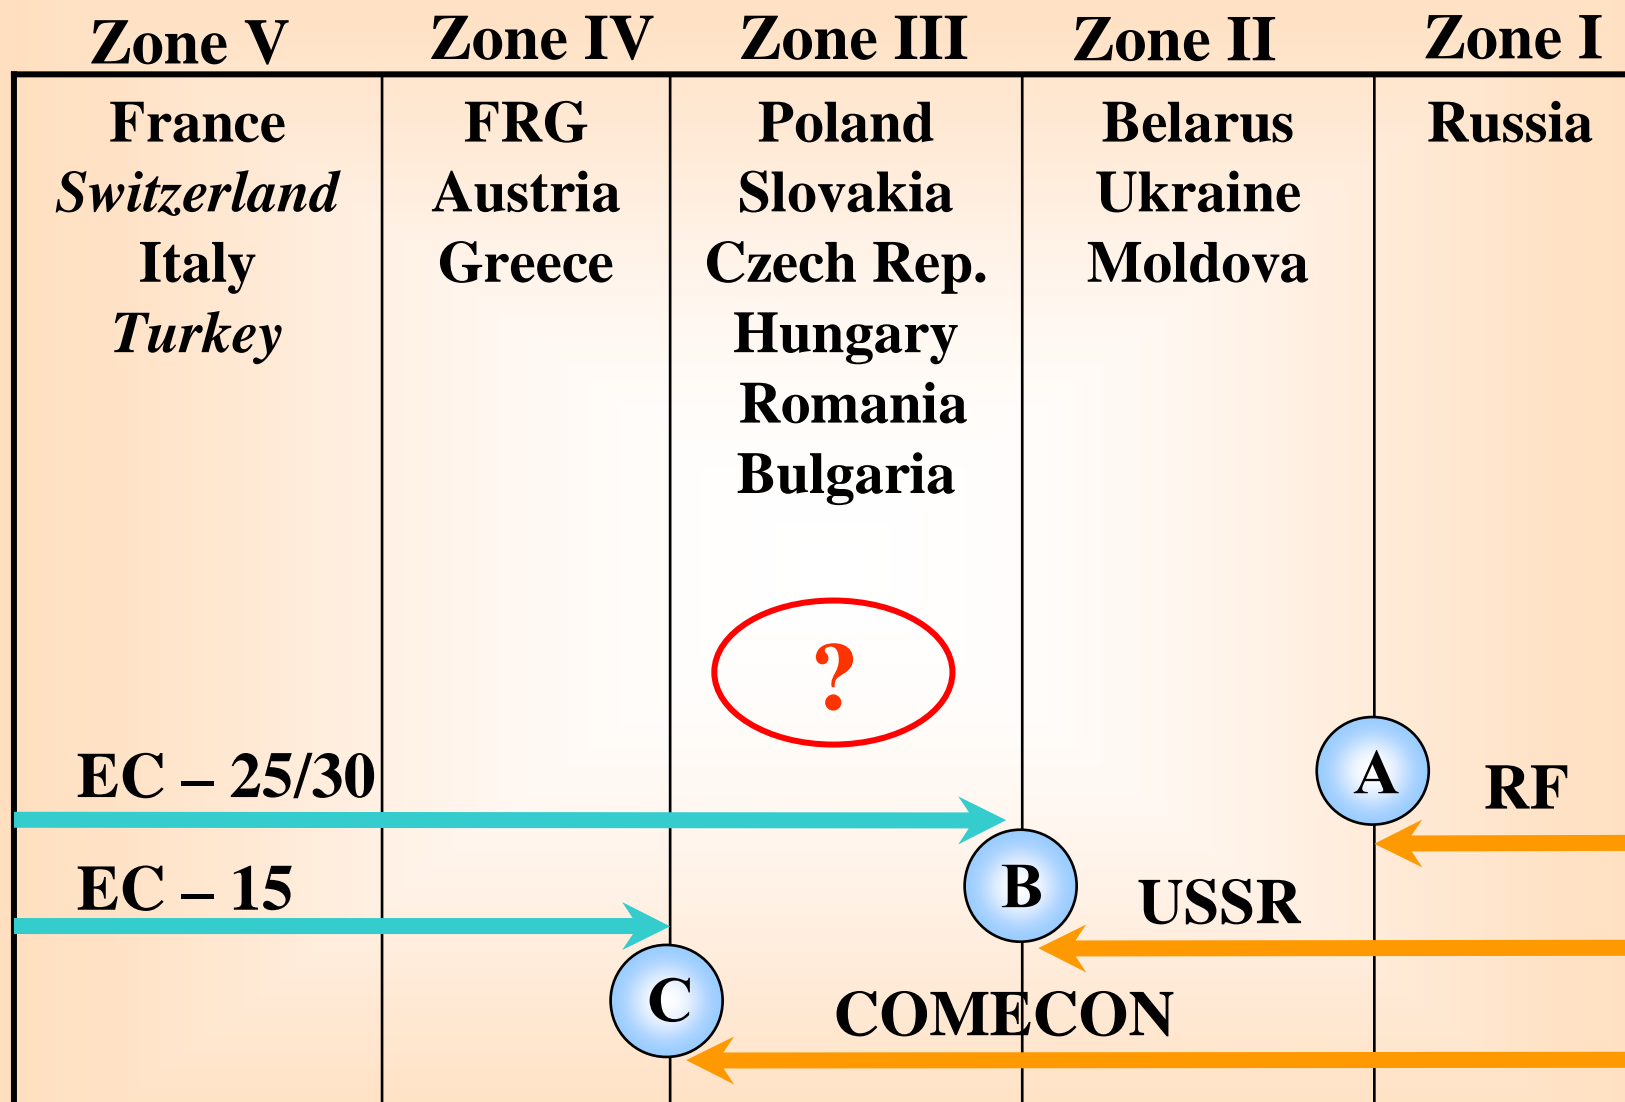 Zone V Zone IV Zone III Zone II Zone I
France FRG Poland Belarus Russia
Switzerland Austria Slovakia Ukraine
Italy Greece Czech Rep. Moldova
Turkey Hungary
Romania
Bulgaria
?
EC – 25/30 A RF
EC – 15 B USSR
C COMECON